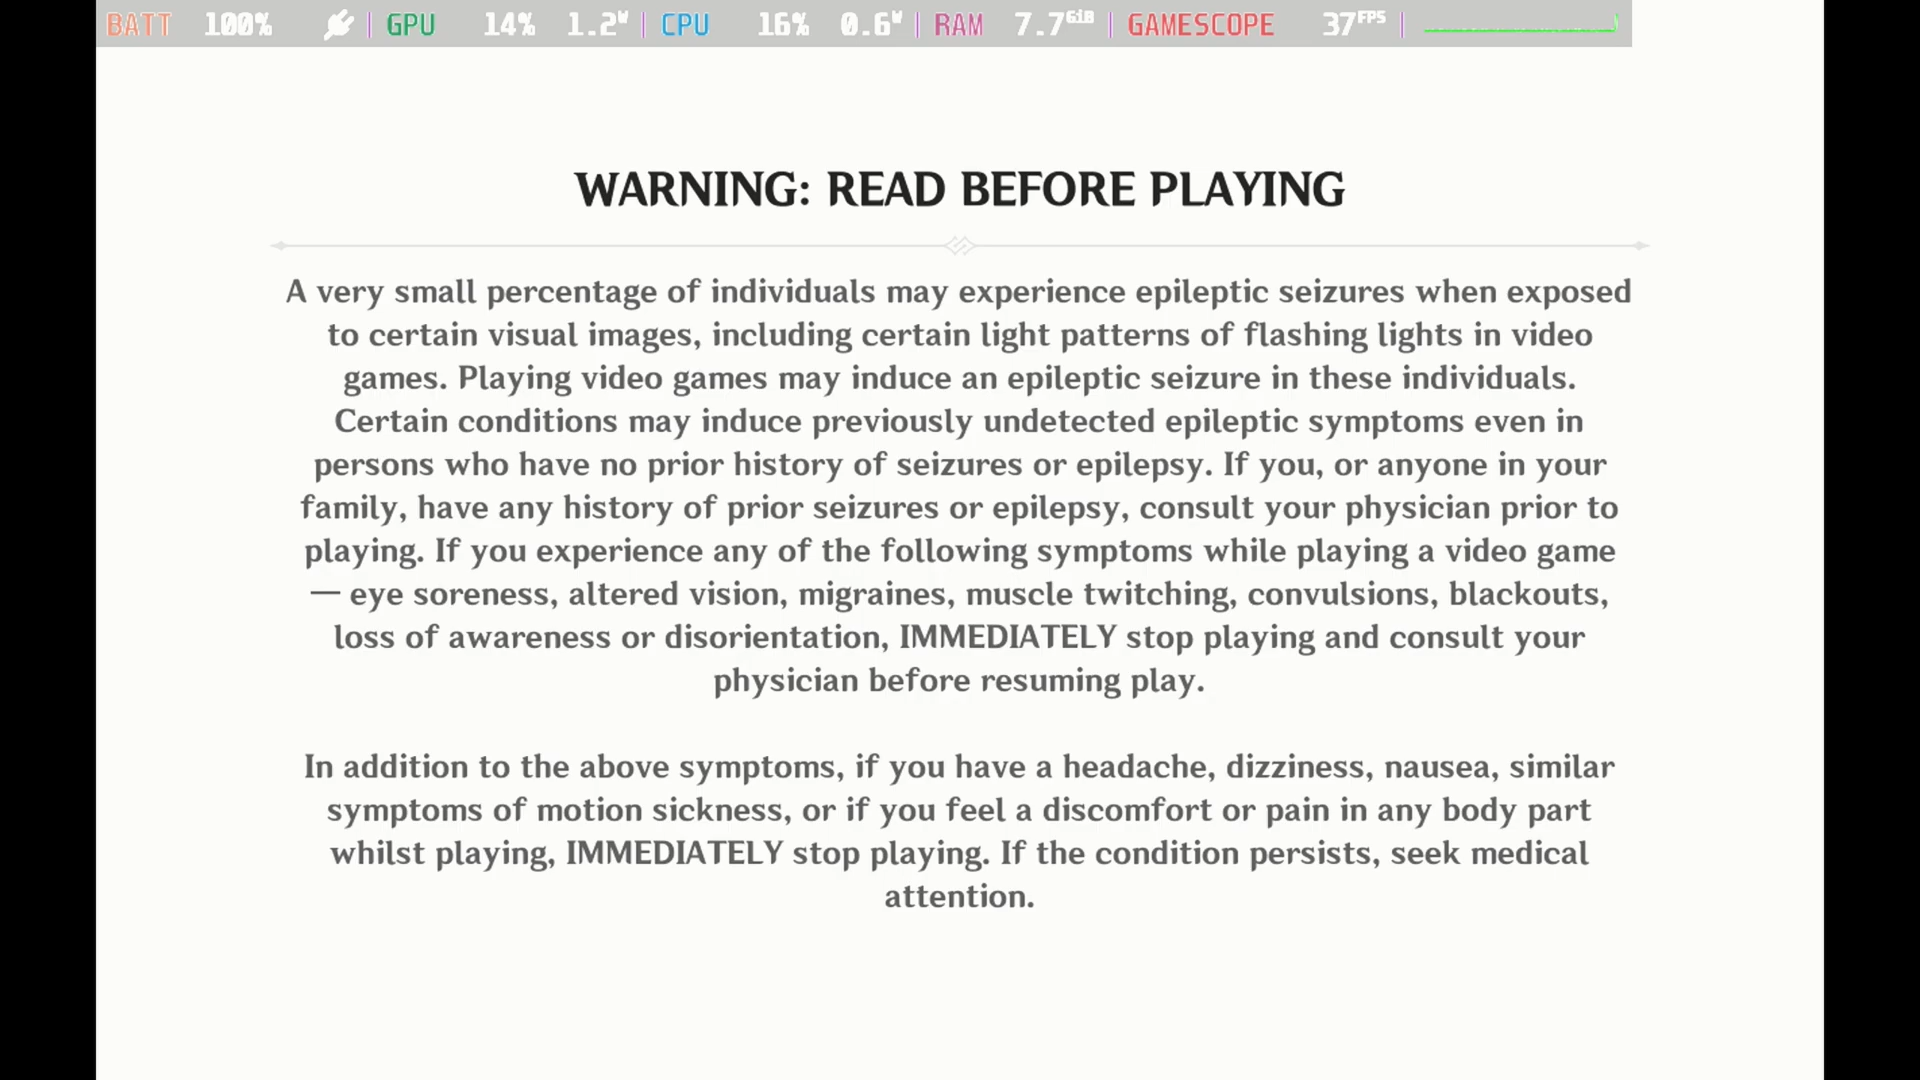 BATT 100% | GPU 14% 1.2W | CPU 16% 0.6W | RAM 7.7GiB | GAMESCOPE 37FPS |
WARNING: READ BEFORE PLAYING
A very small percentage of individuals may experience epileptic seizures when exposed
to certain visual images, including certain light patterns of flashing lights in video
games. Playing video games may induce an epileptic seizure in these individuals.
Certain conditions may induce previously undetected epileptic symptoms even in
persons who have no prior history of seizures or epilepsy. If you, or anyone in your
family, have any history of prior seizures or epilepsy, consult your physician prior to
playing. If you experience any of the following symptoms while playing a video game
— eye soreness, altered vision, migraines, muscle twitching, convulsions, blackouts,
loss of awareness or disorientation, IMMEDIATELY stop playing and consult your
physician before resuming play.
In addition to the above symptoms, if you have a headache, dizziness, nausea, similar
symptoms of motion sickness, or if you feel a discomfort or pain in any body part
whilst playing, IMMEDIATELY stop playing. If the condition persists, seek medical
attention.